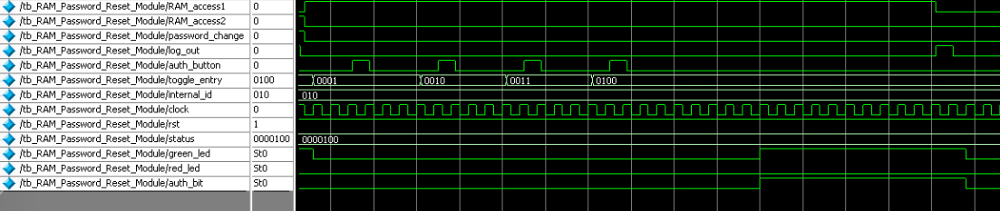 /tb_RAM_Password_Reset_Module/RAM_access1 0
/tb_RAM_Password_Reset_Module/RAM_access2 0
/tb_RAM_Password_Reset_Module/password_change 0
/tb_RAM_Password_Reset_Module/log_out 0
/tb_RAM_Password_Reset_Module/auth_button 0
/tb_RAM_Password_Reset_Module/toggle_entry 0100 0001 0010 0011 0100
/tb_RAM_Password_Reset_Module/internal_id 010 010
/tb_RAM_Password_Reset_Module/clock 0
/tb_RAM_Password_Reset_Module/rst 1
/tb_RAM_Password_Reset_Module/status 0000100 0000100
/tb_RAM_Password_Reset_Module/green_led St0
/tb_RAM_Password_Reset_Module/red_led St0
/tb_RAM_Password_Reset_Module/auth_bit St0